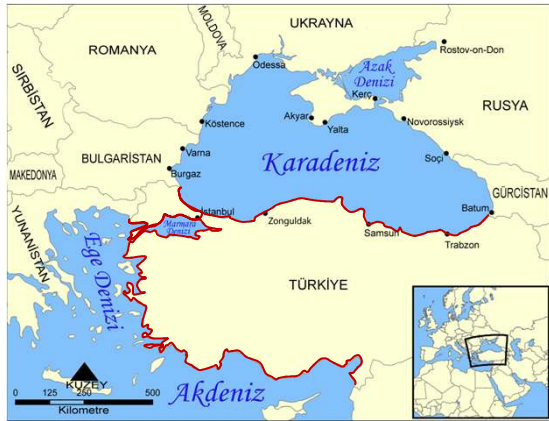 UKRAYNA
MOLDOVA
ROMANYA
Rostov-on-Don
Odessa
Azak
Denizi
SIRBİSTAN
Kerç
RUSYA
Köstence
Akyar
Yalta
Novorossiysk
Varna
BULGARİSTAN
Karadeniz
Soçi
Burgaz
MAKEDONYA
GÜRCİSTAN
YUNANİSTAN
İstanbul
Zonguldak
Batum
Marmara
Denizi
Samsun
Trabzon
Ege Denizi
TÜRKİYE
KUZEY
Akdeniz
0 125 250 500
Kilometre